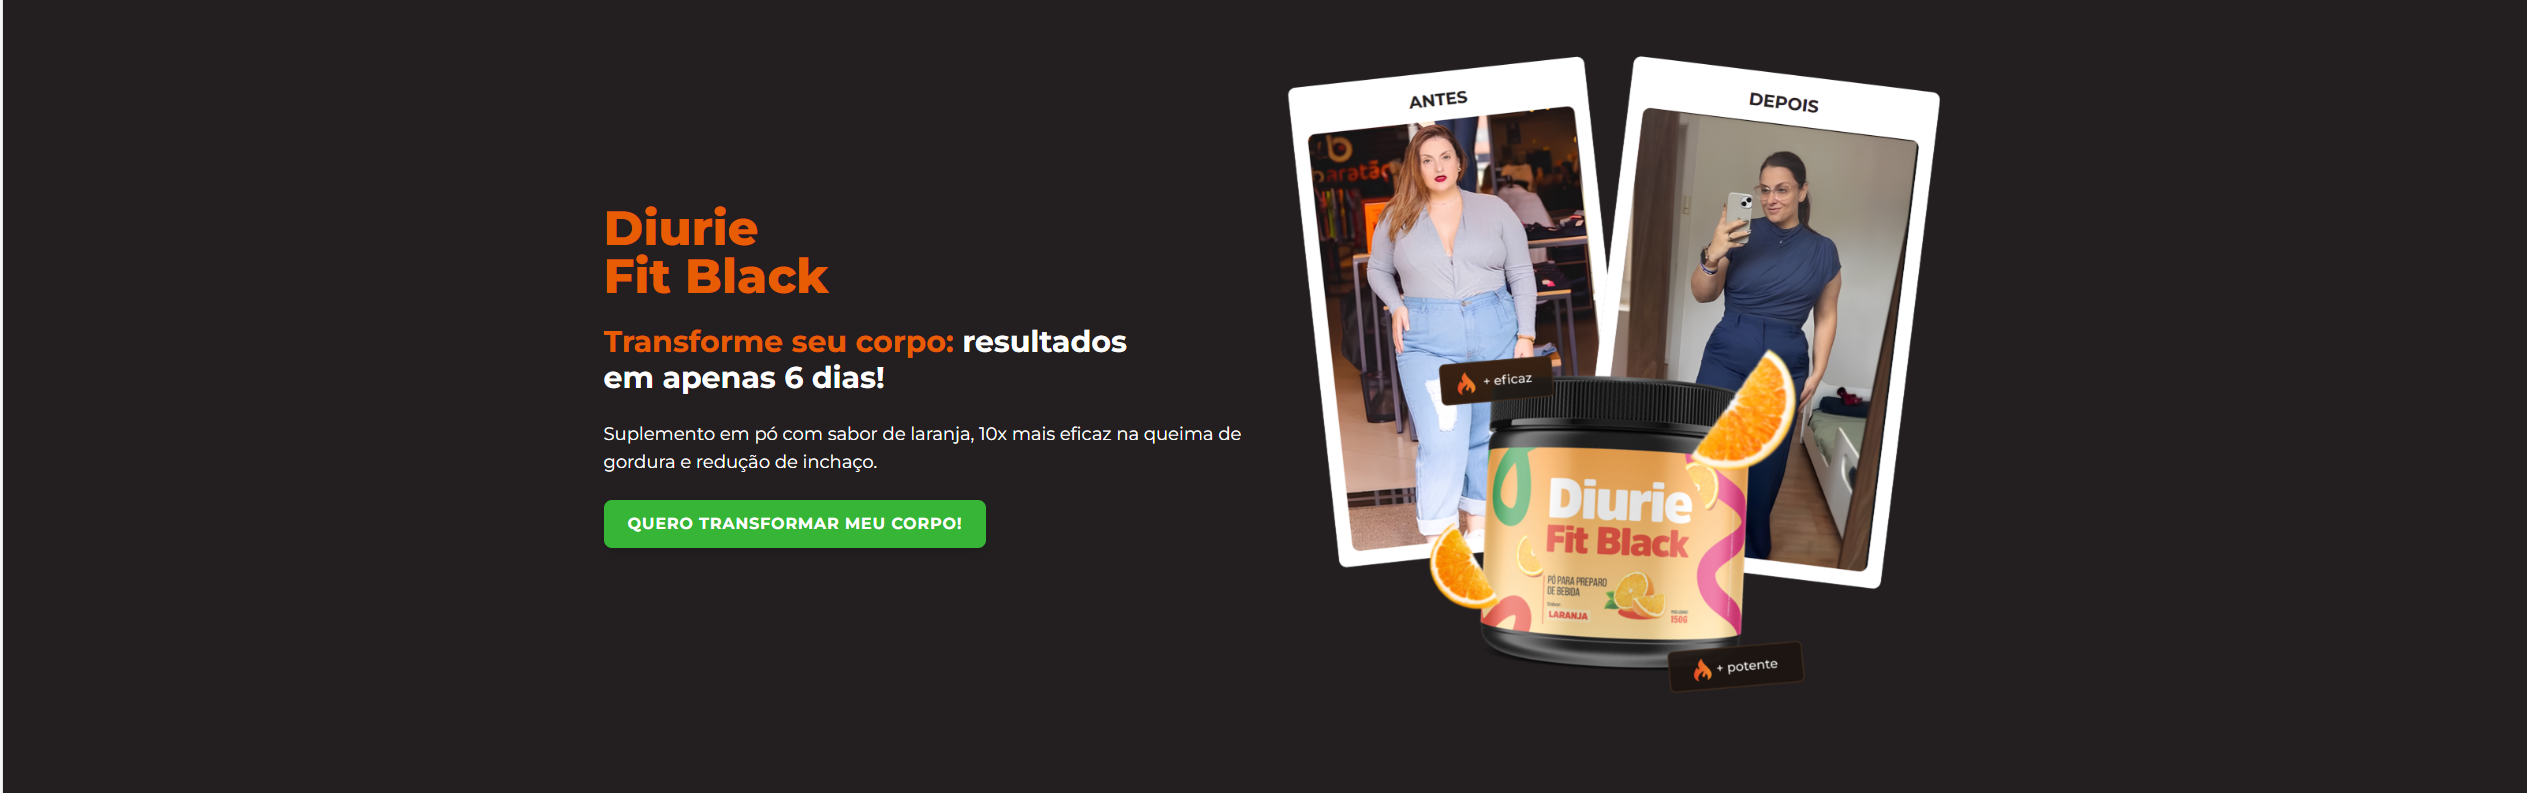 Diurie
Fit Black
Transforme seu corpo: resultados
em apenas 6 dias!
Suplemento em pó com sabor de laranja, 10x mais eficaz na queima de
gordura e redução de inchaço.
QUERO TRANSFORMAR MEU CORPO!
ANTES
DEPOIS
+ eficaz
Diurie
Fit Black
PÓ PARA PREPARO
DE BEBIDA
LARANJA
150G
+ potente